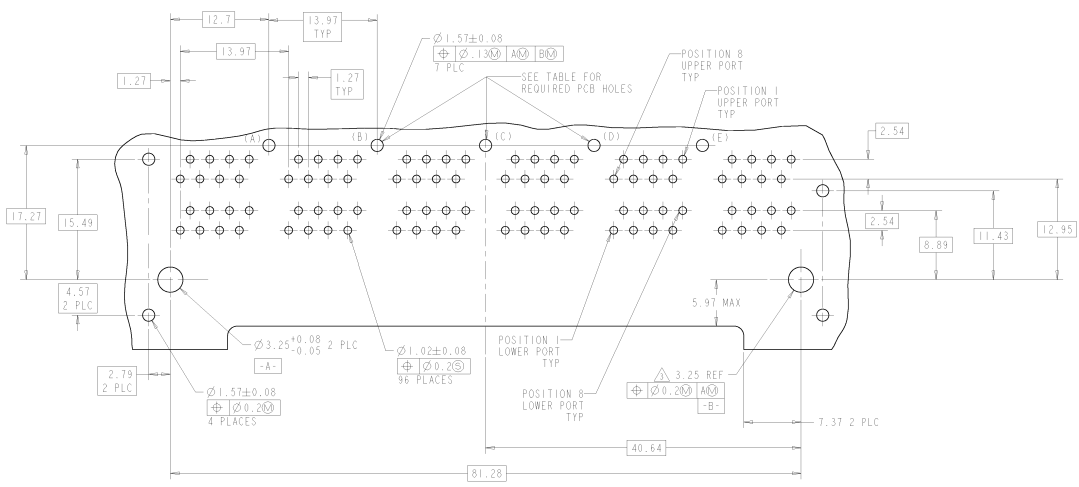 12.7
13.97
TYP
13.97
1.27
1.27
TYP
Ø1.57±0.08
⌖ Ø.13Ⓜ AⓂ BⓂ
7 PLC
SEE TABLE FOR
REQUIRED PCB HOLES
POSITION 8
UPPER PORT
TYP
POSITION 1
UPPER PORT
TYP
(A)
(B)
(C)
(D)
(E)
2.54
17.27
15.49
2.54
8.89
11.43
12.95
4.57
2 PLC
5.97 MAX
Ø3.25+0.08-0.05 2 PLC
-A-
Ø1.02±0.08
⌖ Ø0.2Ⓢ
96 PLACES
POSITION 1
LOWER PORT
TYP
POSITION 8
LOWER PORT
TYP
3 3.25 REF
⌖ Ø0.2Ⓜ AⓂ
-B-
2.79
2 PLC
Ø1.57±0.08
⌖ Ø0.2Ⓜ
4 PLACES
7.37 2 PLC
40.64
81.28